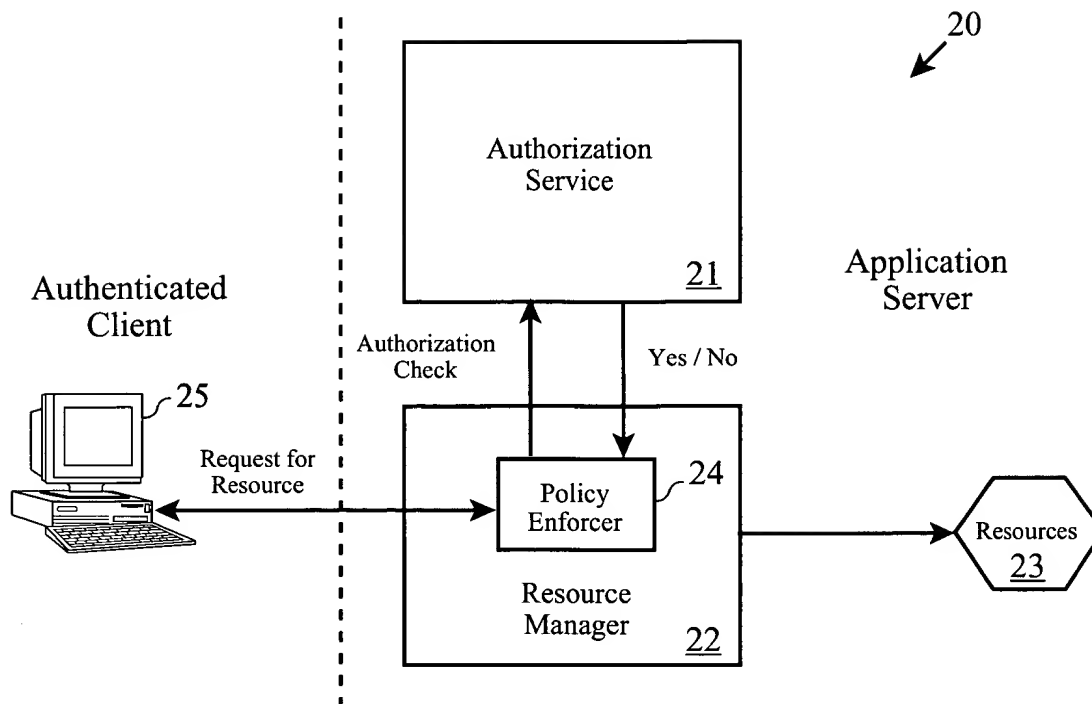 20
Authorization
Service
21
Application
Server
Authenticated
Client
Authorization
Check
Yes / No
25
Request for
Resource
24
Policy
Enforcer
Resources
23
Resource
Manager
22